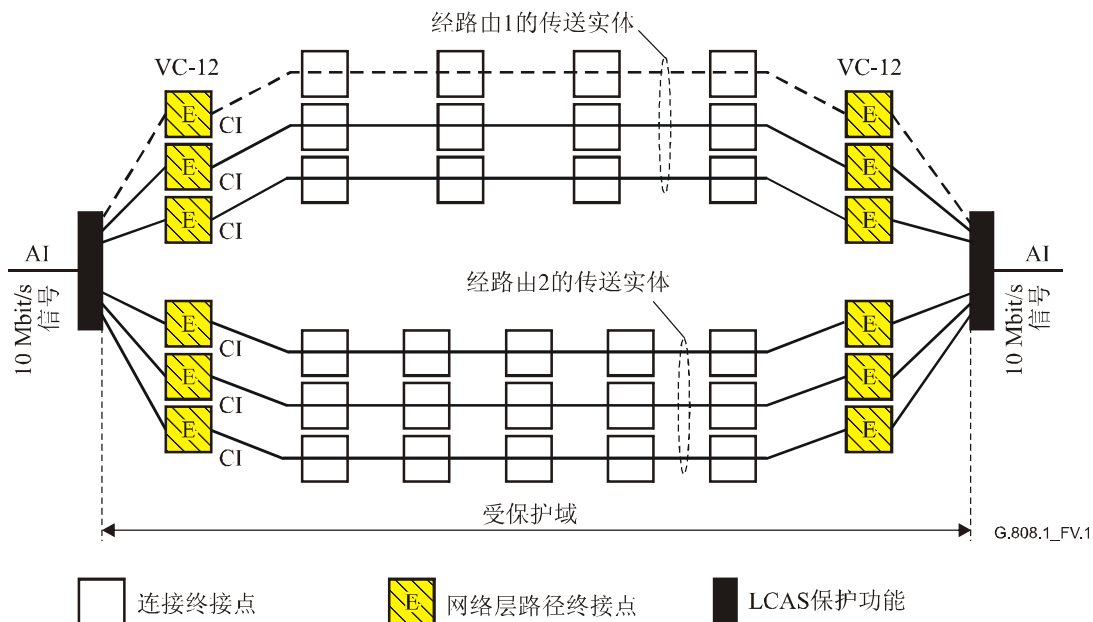 经路由1的传送实体
VC-12
VC-12
E
E
CI
E
E
CI
E
E
CI
AI
AI
10 Mbit/s
信号
10 Mbit/s
信号
经路由2的传送实体
E
E
CI
E
E
CI
E
E
CI
受保护域
G.808.1_FV.1
连接终接点
E
网络层路径终接点
LCAS保护功能